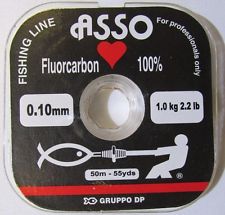 FISHING LINE
ASSO
For professionals only
Fluorcarbon 100%
0.10mm
1.0 kg 2.2 lb
50m - 55yds
®
GRUPPO DP